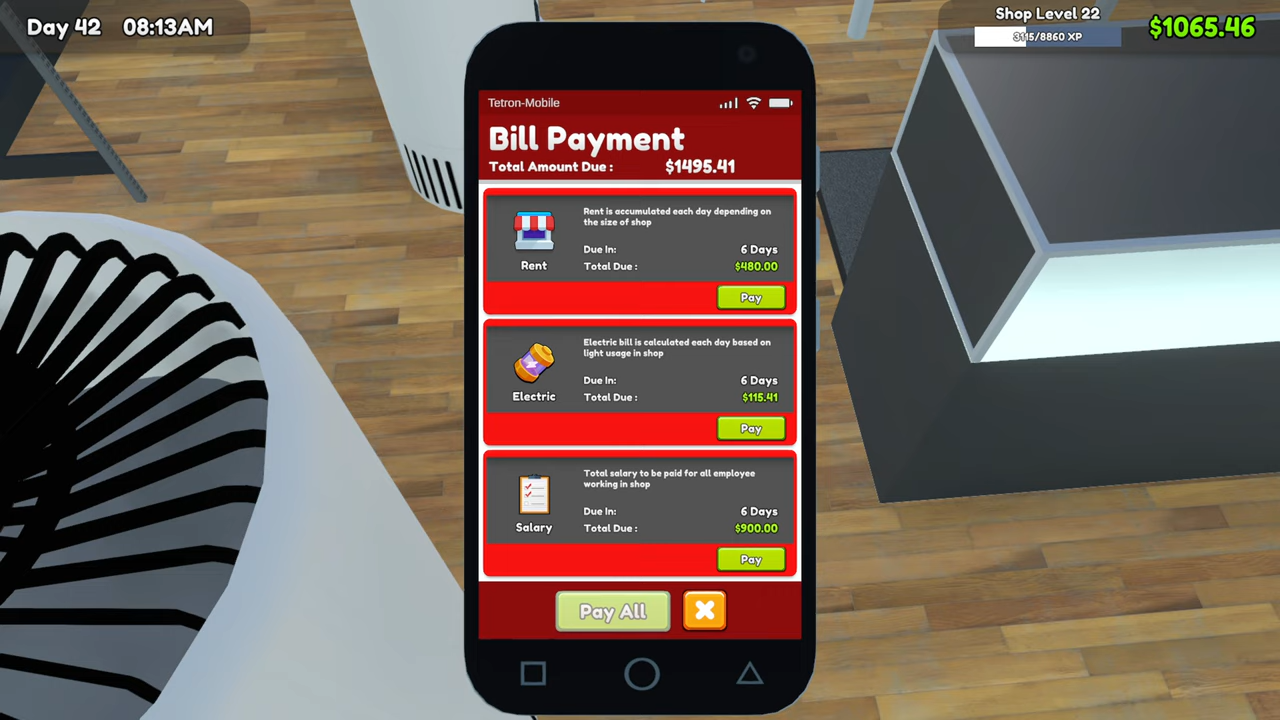 Day 42 08:13AM
Shop Level 22
3115/8860 XP
$1065.46
Tetron-Mobile
Bill Payment
Total Amount Due : $1495.41
Rent is accumulated each day depending on
the size of shop
Due In: 6 Days
Total Due : $480.00
Rent
Pay
Electric bill is calculated each day based on
light usage in shop
Due In: 6 Days
Total Due : $115.41
Electric
Pay
Total salary to be paid for all employee
working in shop
Due In: 6 Days
Total Due : $900.00
Salary
Pay
Pay All